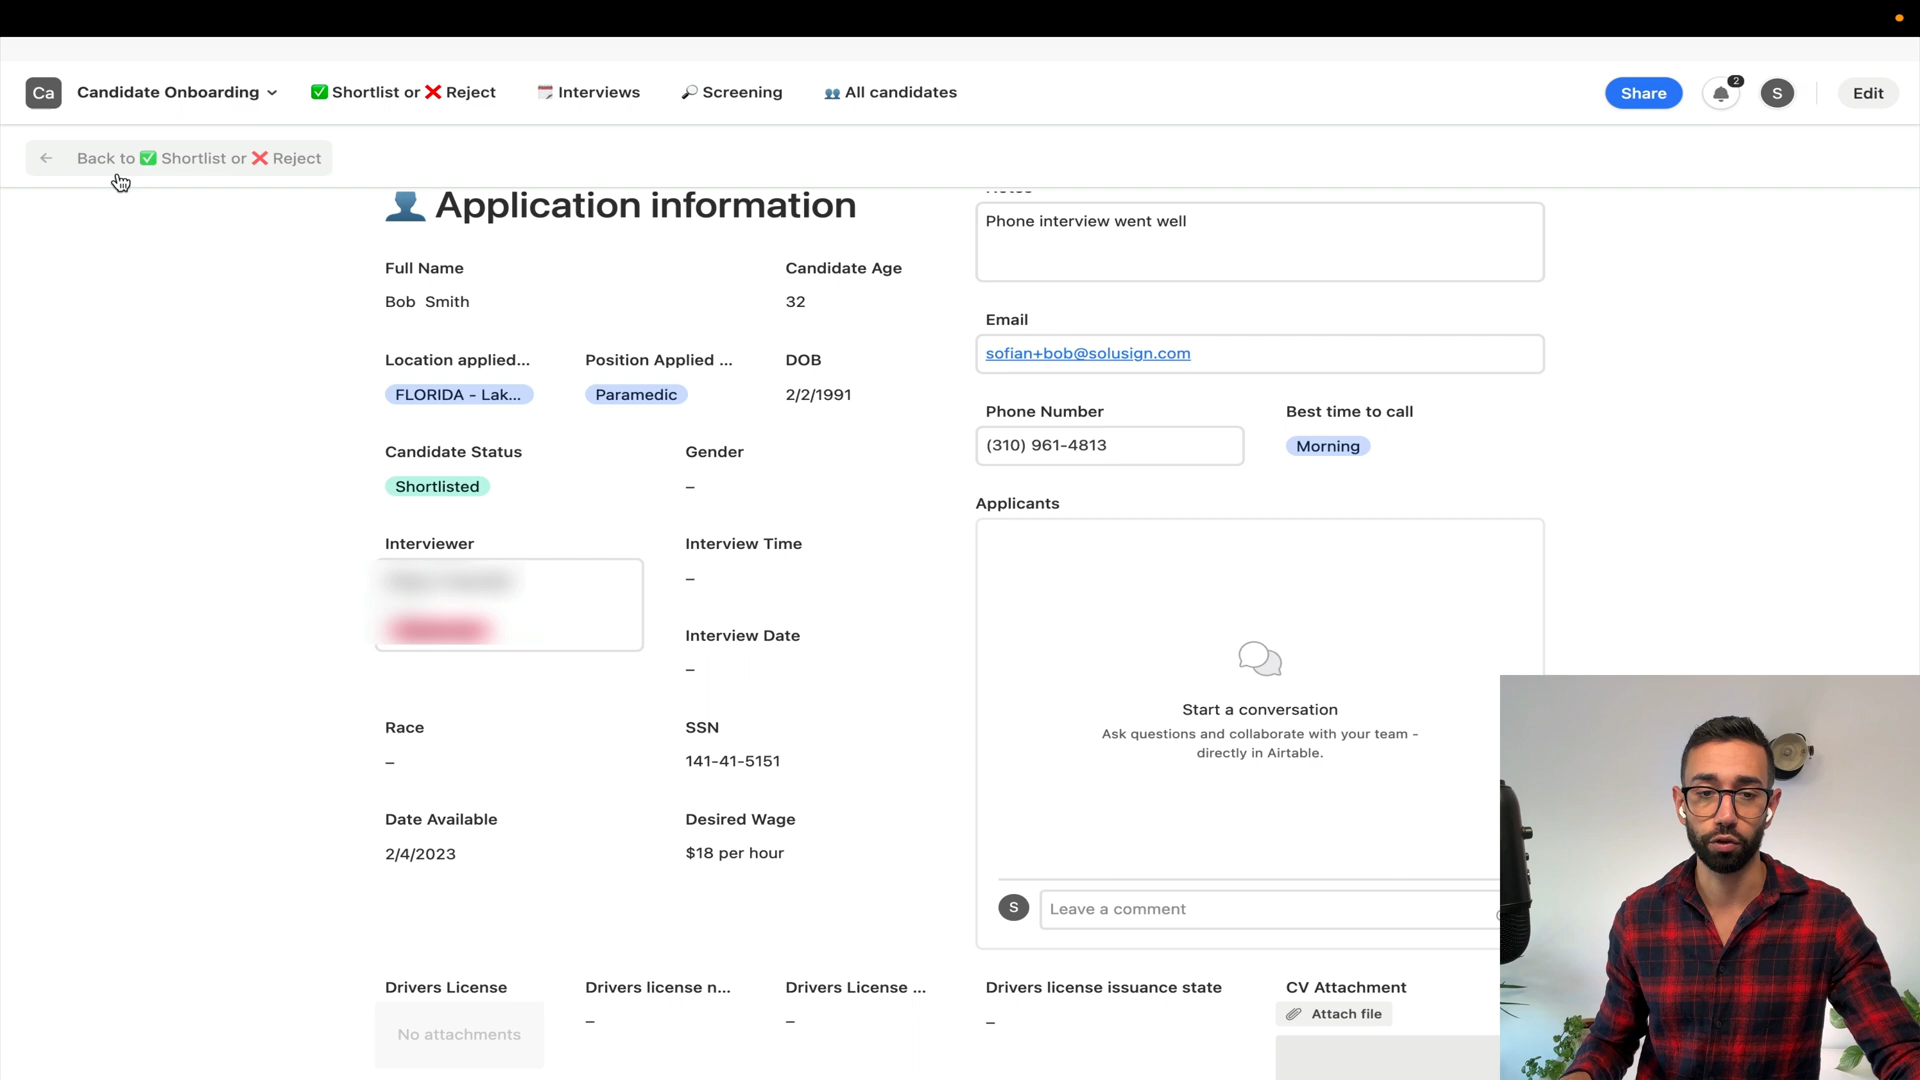 Ca Candidate Onboarding ✅ Shortlist or ❌ Reject 🗓️ Interviews 🔎 Screening 👥 All candidates Share 2 S Edit
← Back to ✅ Shortlist or ❌ Reject
👤 Application information
Phone interview went well
Full Name Candidate Age
Bob Smith 32
Email
sofian+bob@solusign.com
Location applied... Position Applied ... DOB
FLORIDA - Lak... Paramedic 2/2/1991
Phone Number Best time to call
(310) 961-4813 Morning
Candidate Status Gender
Shortlisted –
Applicants
Interviewer Interview Time
–
Interview Date
–
Start a conversation
Ask questions and collaborate with your team -
directly in Airtable.
Race SSN
– 141-41-5151
Date Available Desired Wage
2/4/2023 $18 per hour
S Leave a comment
Drivers License Drivers license n... Drivers License ... Drivers license issuance state CV Attachment
No attachments – – – Attach file